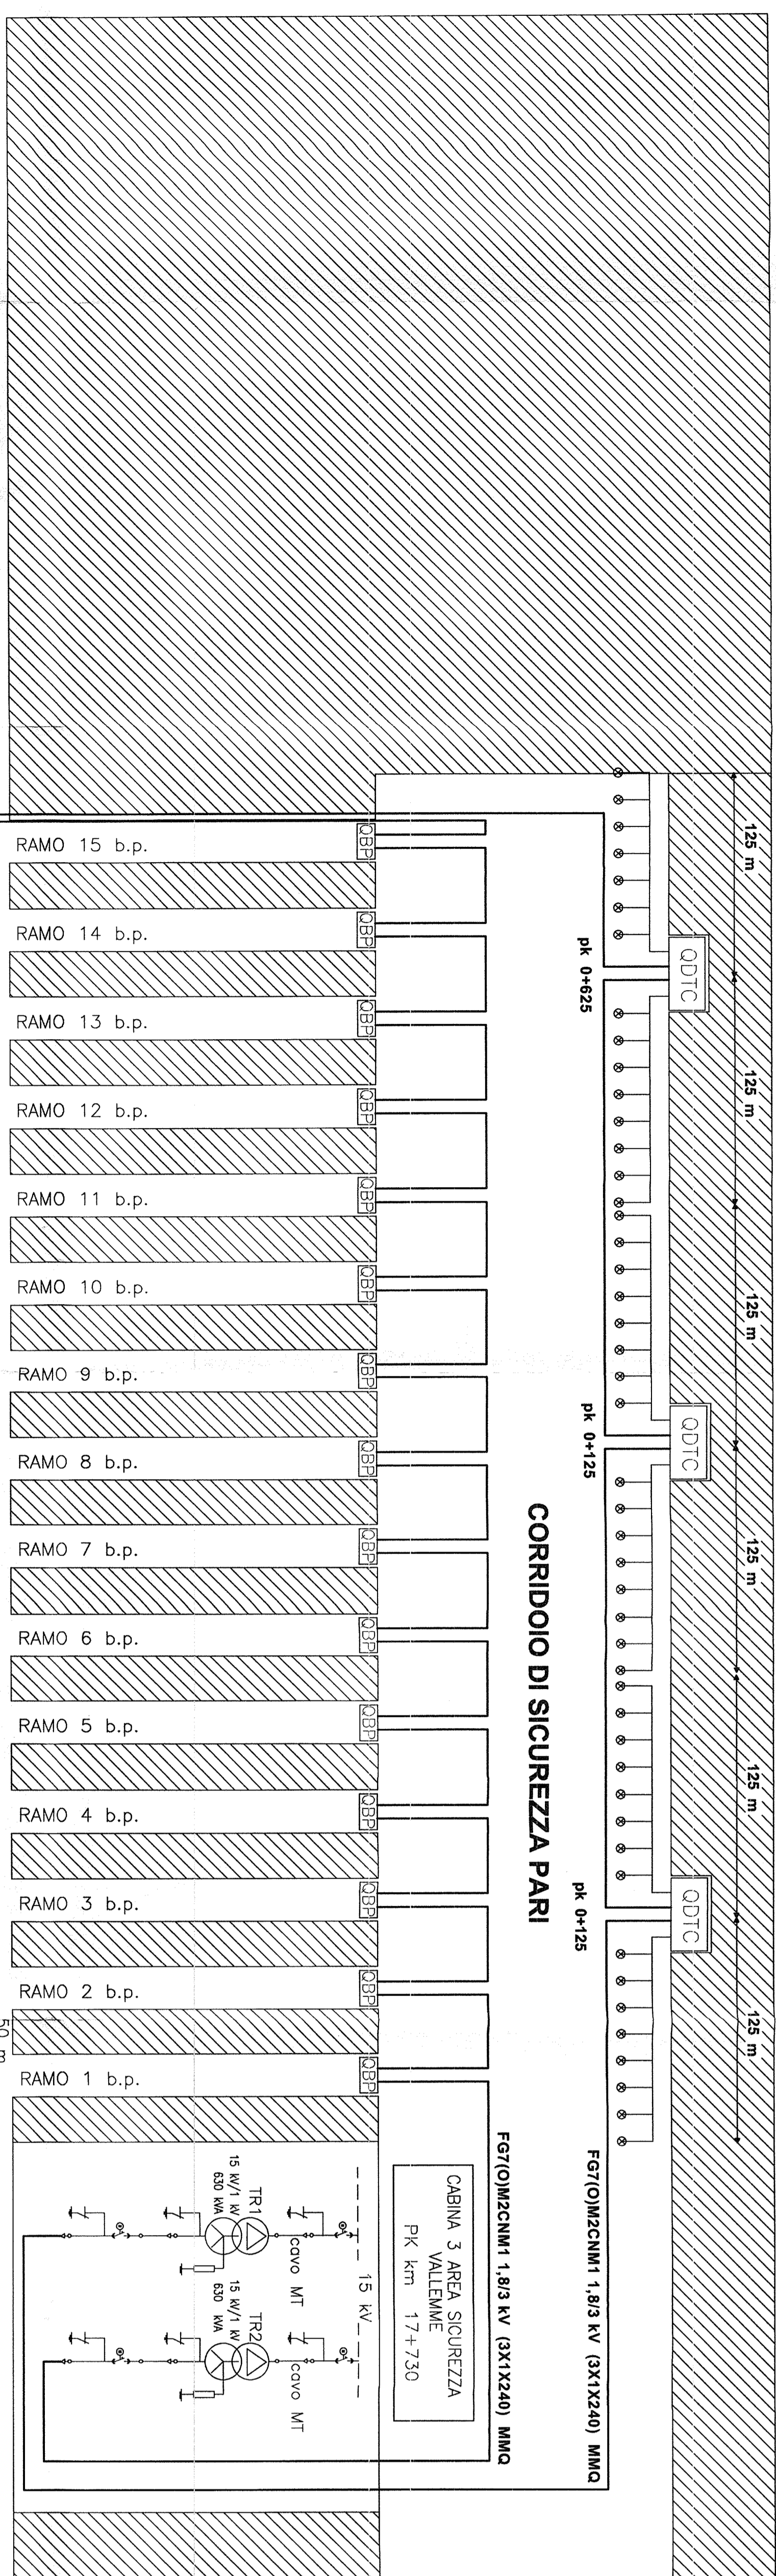 125 m
125 m
125 m
125 m
125 m
125 m
QDTC
QDTC
QDTC
pk 0+625
pk 0+125
pk 0+125
CORRIDOIO DI SICUREZZA PARI
FG7(O)M2CNM1 1,8/3 kV (3X1X240) MMQ
FG7(O)M2CNM1 1,8/3 kV (3X1X240) MMQ
QBP
RAMO 15 b.p.
QBP
RAMO 14 b.p.
QBP
RAMO 13 b.p.
QBP
RAMO 12 b.p.
QBP
RAMO 11 b.p.
QBP
RAMO 10 b.p.
QBP
RAMO 9 b.p.
QBP
RAMO 8 b.p.
QBP
RAMO 7 b.p.
QBP
RAMO 6 b.p.
QBP
RAMO 5 b.p.
QBP
RAMO 4 b.p.
QBP
RAMO 3 b.p.
QBP
RAMO 2 b.p.
QBP
RAMO 1 b.p.
50 m
CABINA 3 AREA SICUREZZA
VALLEMME
PK km 17+730
15 kV
cavo MT
TR1
15 kV/1 kV
630 kVA
cavo MT
TR2
15 kV/1 kV
630 kVA